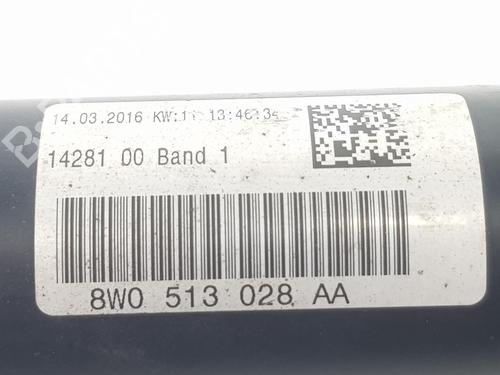 14.03.2016 KW:11 13:46:34
14281 00 Band 1
8W0 513 028 AA